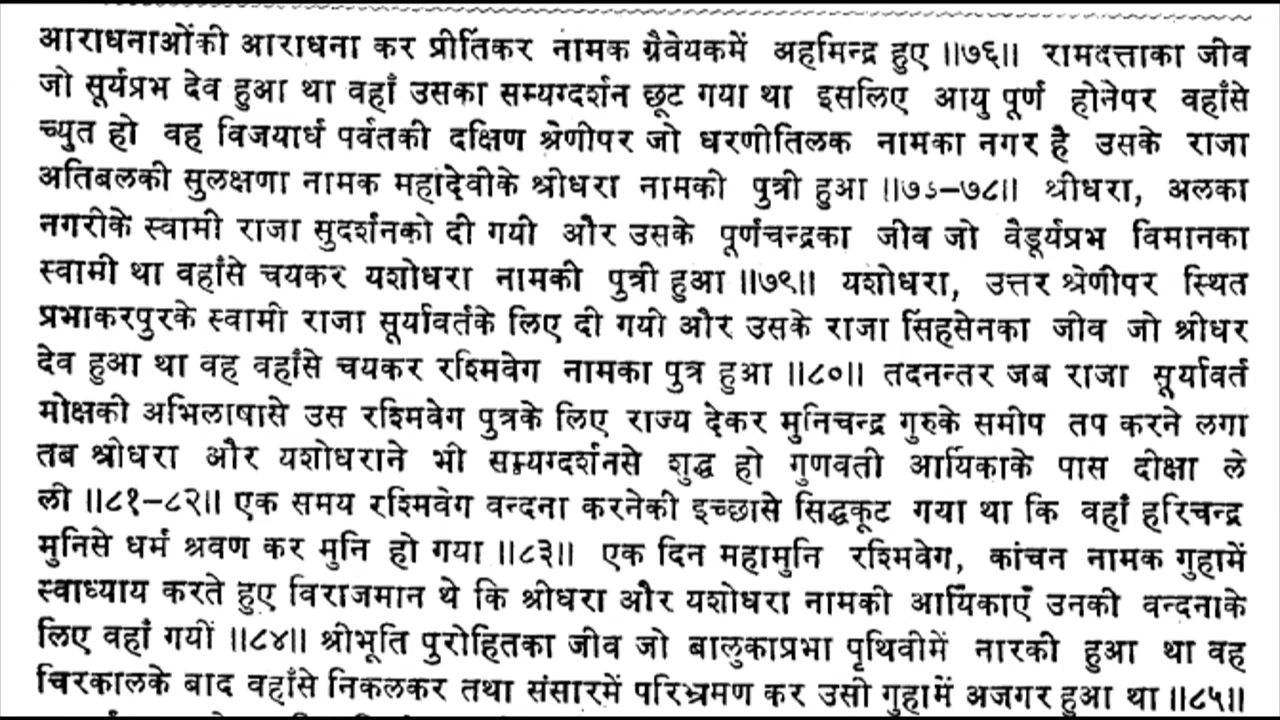 आराधनाओंकी आराधना कर प्रीतिंकर नामक ग्रैवेयकमें अहमिन्द्र हुए ॥७६॥ रामदत्ताका जीव
जो सूर्यप्रभ देव हुआ था वहाँ उसका सम्यग्दर्शन छूट गया था इसलिए आयु पूर्ण होनेपर वहाँसे
च्युत हो वह विजयार्ध पर्वतकी दक्षिण श्रेणीपर जो धरणीतिलक नामका नगर है उसके राजा
अतिबलकी सुलक्षणा नामक महादेवीके श्रीधरा नामको पुत्री हुआ ॥७७–७८॥ श्रीधरा, अलका
नगरीके स्वामी राजा सुदर्शनको दी गयी और उसके पूर्णचन्द्रका जीव जो वैडूर्यप्रभ विमानका
स्वामी था वहाँसे चयकर यशोधरा नामकी पुत्री हुआ ॥७९॥ यशोधरा, उत्तर श्रेणीपर स्थित
प्रभाकरपुरके स्वामी राजा सूर्यावर्तके लिए दी गयी और उसके राजा सिंहसेनका जीव जो श्रीधर
देव हुआ था वह वहाँसे चयकर रश्मिवेग नामका पुत्र हुआ ॥८०॥ तदनन्तर जब राजा सूर्यावर्त
मोक्षकी अभिलाषासे उस रश्मिवेग पुत्रके लिए राज्य देकर मुनिचन्द्र गुरुके समीप तप करने लगा
तब श्रीधरा और यशोधराने भी सम्यग्दर्शनसे शुद्ध हो गुणवती आर्यिकाके पास दीक्षा ले
ली ॥८१–८२॥ एक समय रश्मिवेग वन्दना करनेकी इच्छासे सिद्धकूट गया था कि वहाँ हरिचन्द्र
मुनिसे धर्म श्रवण कर मुनि हो गया ॥८३॥ एक दिन महामुनि रश्मिवेग, कांचन नामक गुहामें
स्वाध्याय करते हुए विराजमान थे कि श्रीधरा और यशोधरा नामकी आर्यिकाएँ उनकी वन्दनाके
लिए वहाँ गयीं ॥८४॥ श्रीभूति पुरोहितका जीव जो बालुकाप्रभा पृथिवीमें नारकी हुआ था वह
चिरकालके बाद वहाँसे निकलकर तथा संसारमें परिभ्रमण कर उसी गुहामें अजगर हुआ था ॥८५॥